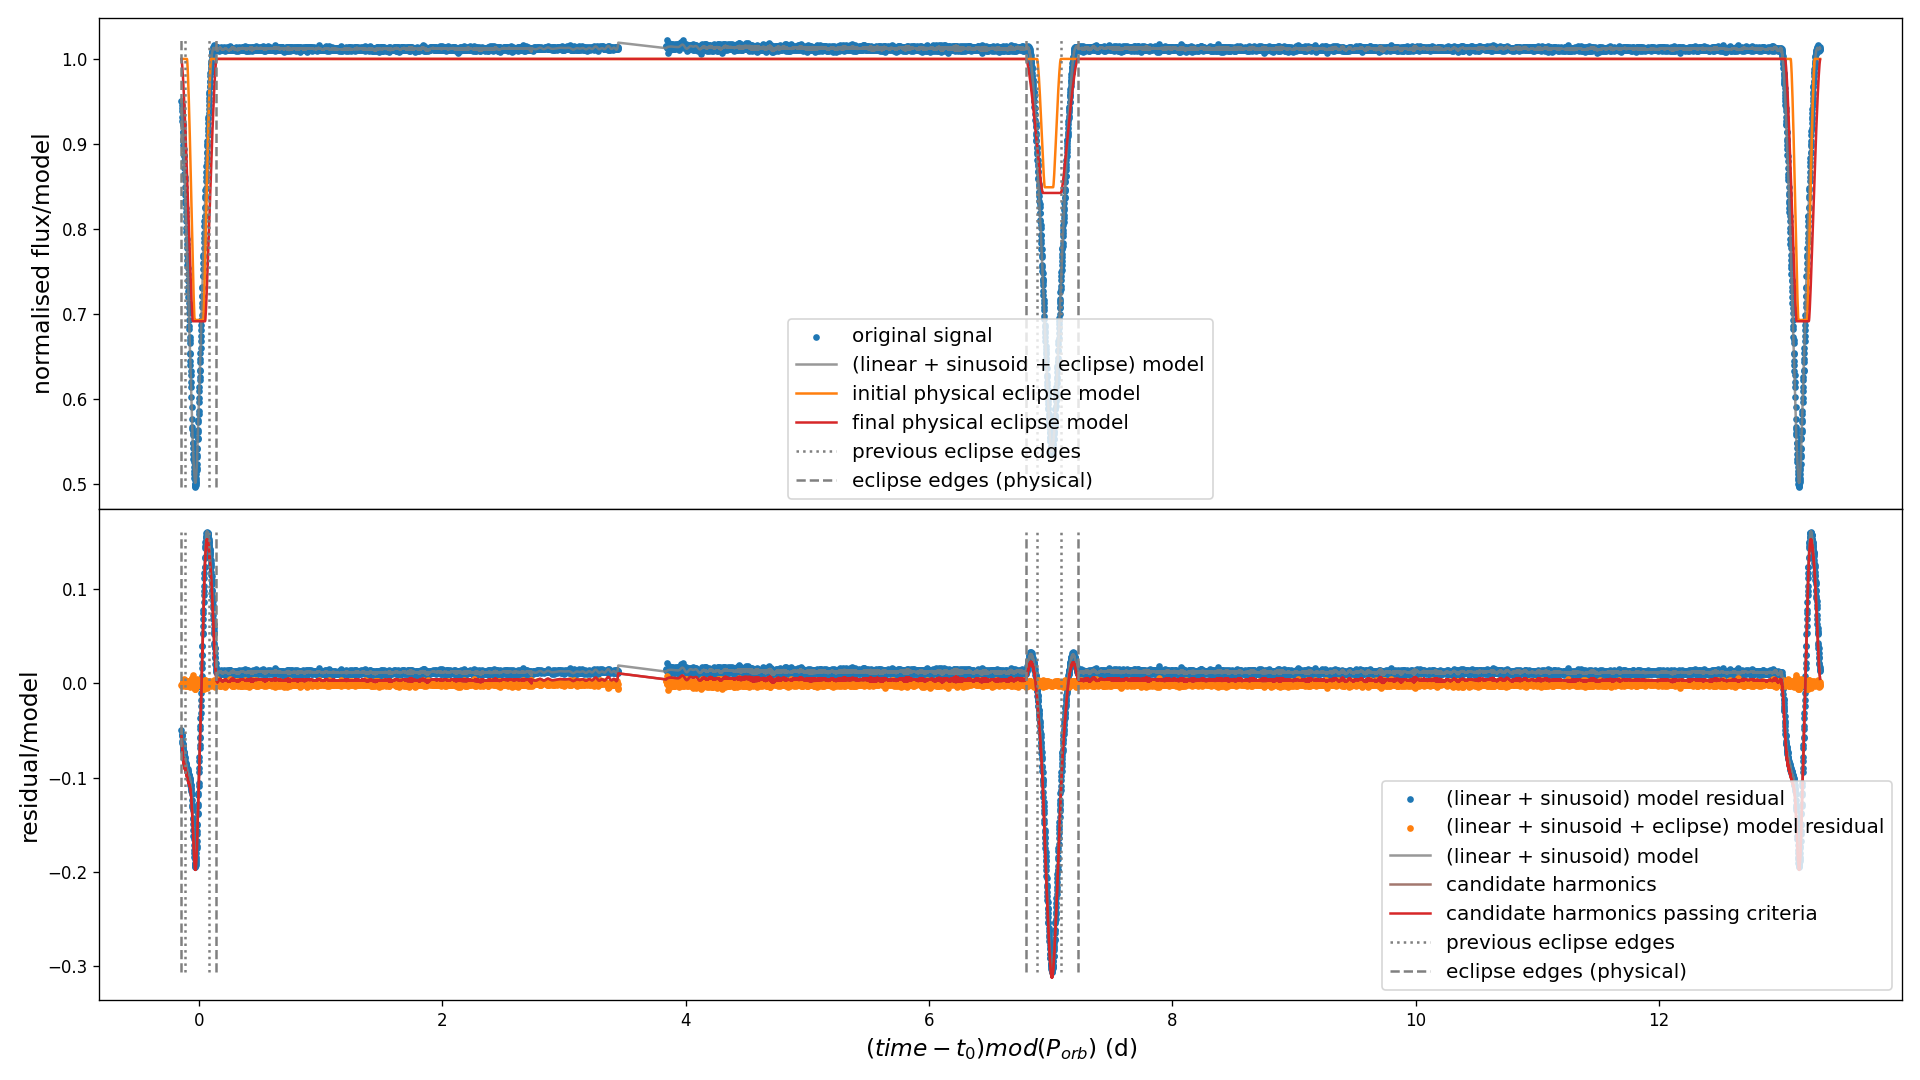 normalised flux/model
1.0
0.9
0.8
0.7
0.6
0.5
original signal
(linear + sinusoid + eclipse) model
initial physical eclipse model
final physical eclipse model
previous eclipse edges
eclipse edges (physical)
residual/model
0.1
0.0
−0.1
−0.2
−0.3
(linear + sinusoid) model residual
(linear + sinusoid + eclipse) model residual
(linear + sinusoid) model
candidate harmonics
candidate harmonics passing criteria
previous eclipse edges
eclipse edges (physical)
0 2 4 6 8 10 12
(time − t₀)mod(P_orb) (d)